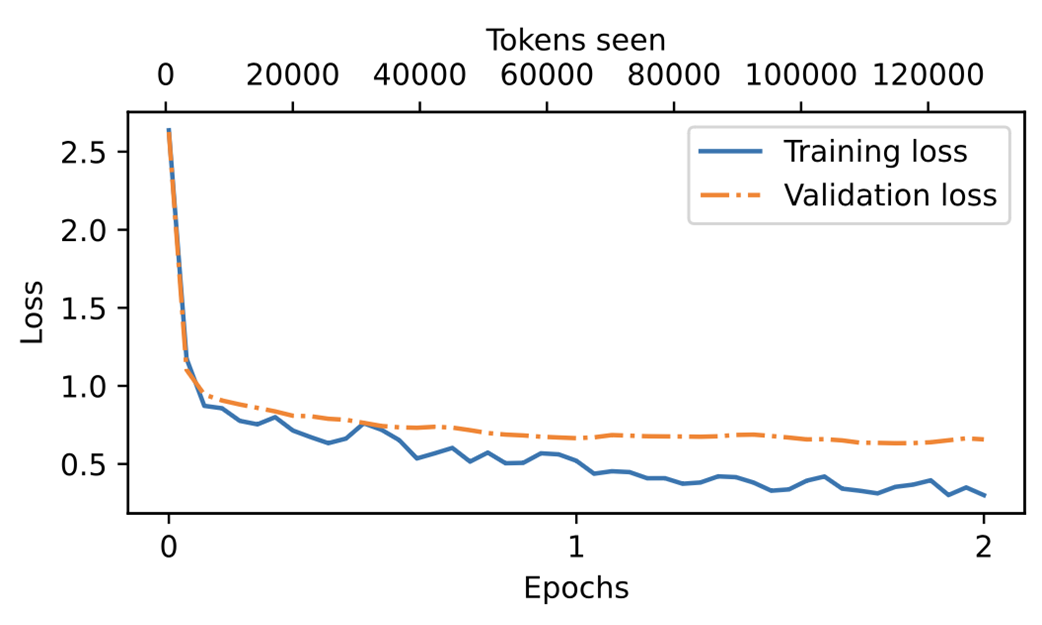 Tokens seen
0 20000 40000 60000 80000 100000 120000
Training loss
Validation loss
2.5
2.0
1.5
1.0
0.5
Loss
0 1 2
Epochs